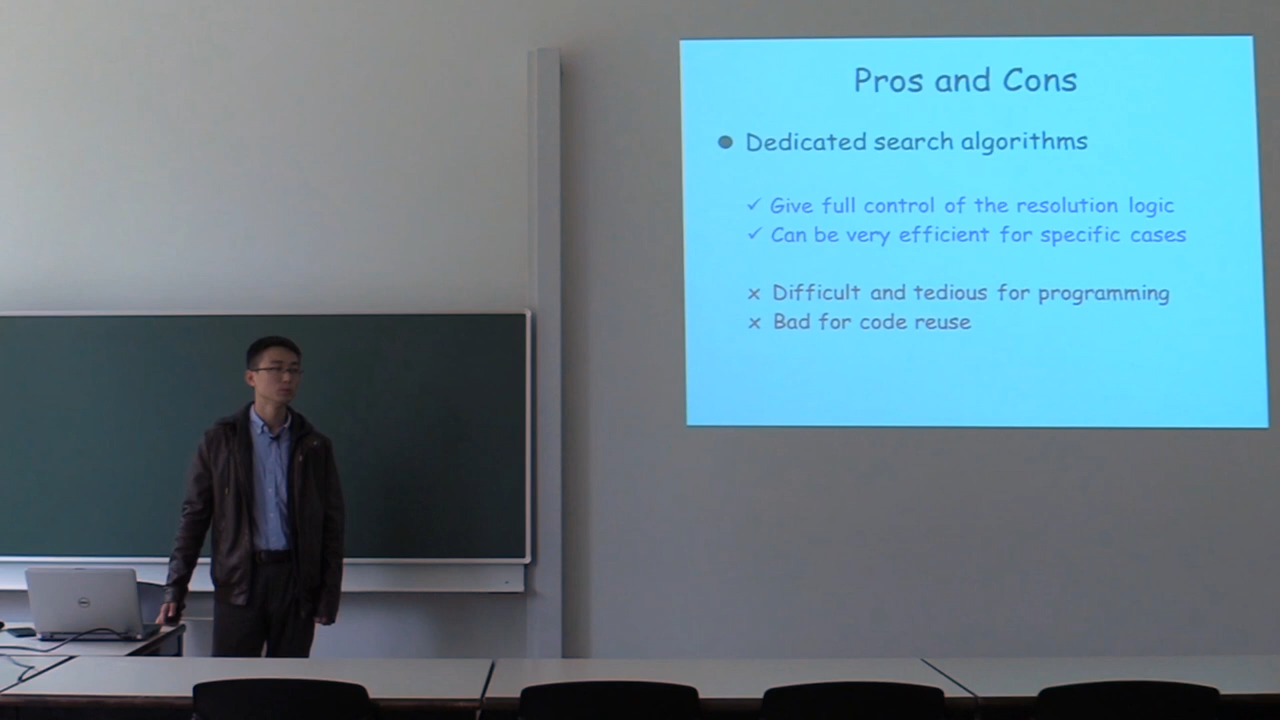 Pros and Cons
● Dedicated search algorithms
✓ Give full control of the resolution logic
✓ Can be very efficient for specific cases
x Difficult and tedious for programming
x Bad for code reuse
DELL